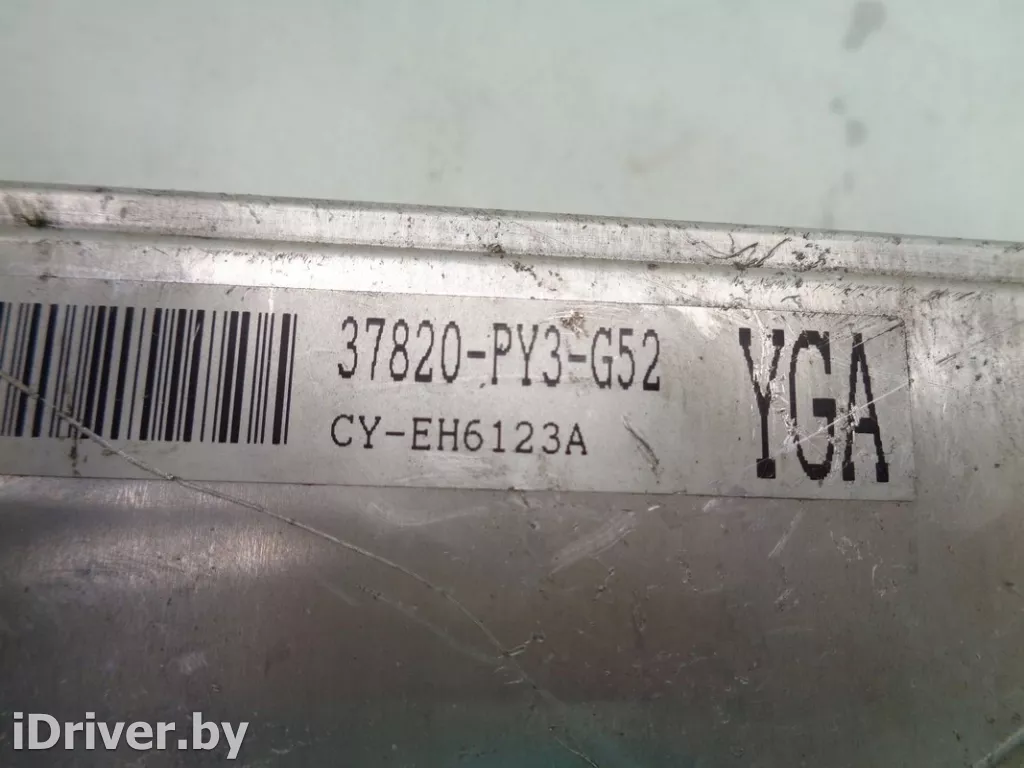 37820-PY3-G52
CY-EH6123A
YGA
iDriver.by